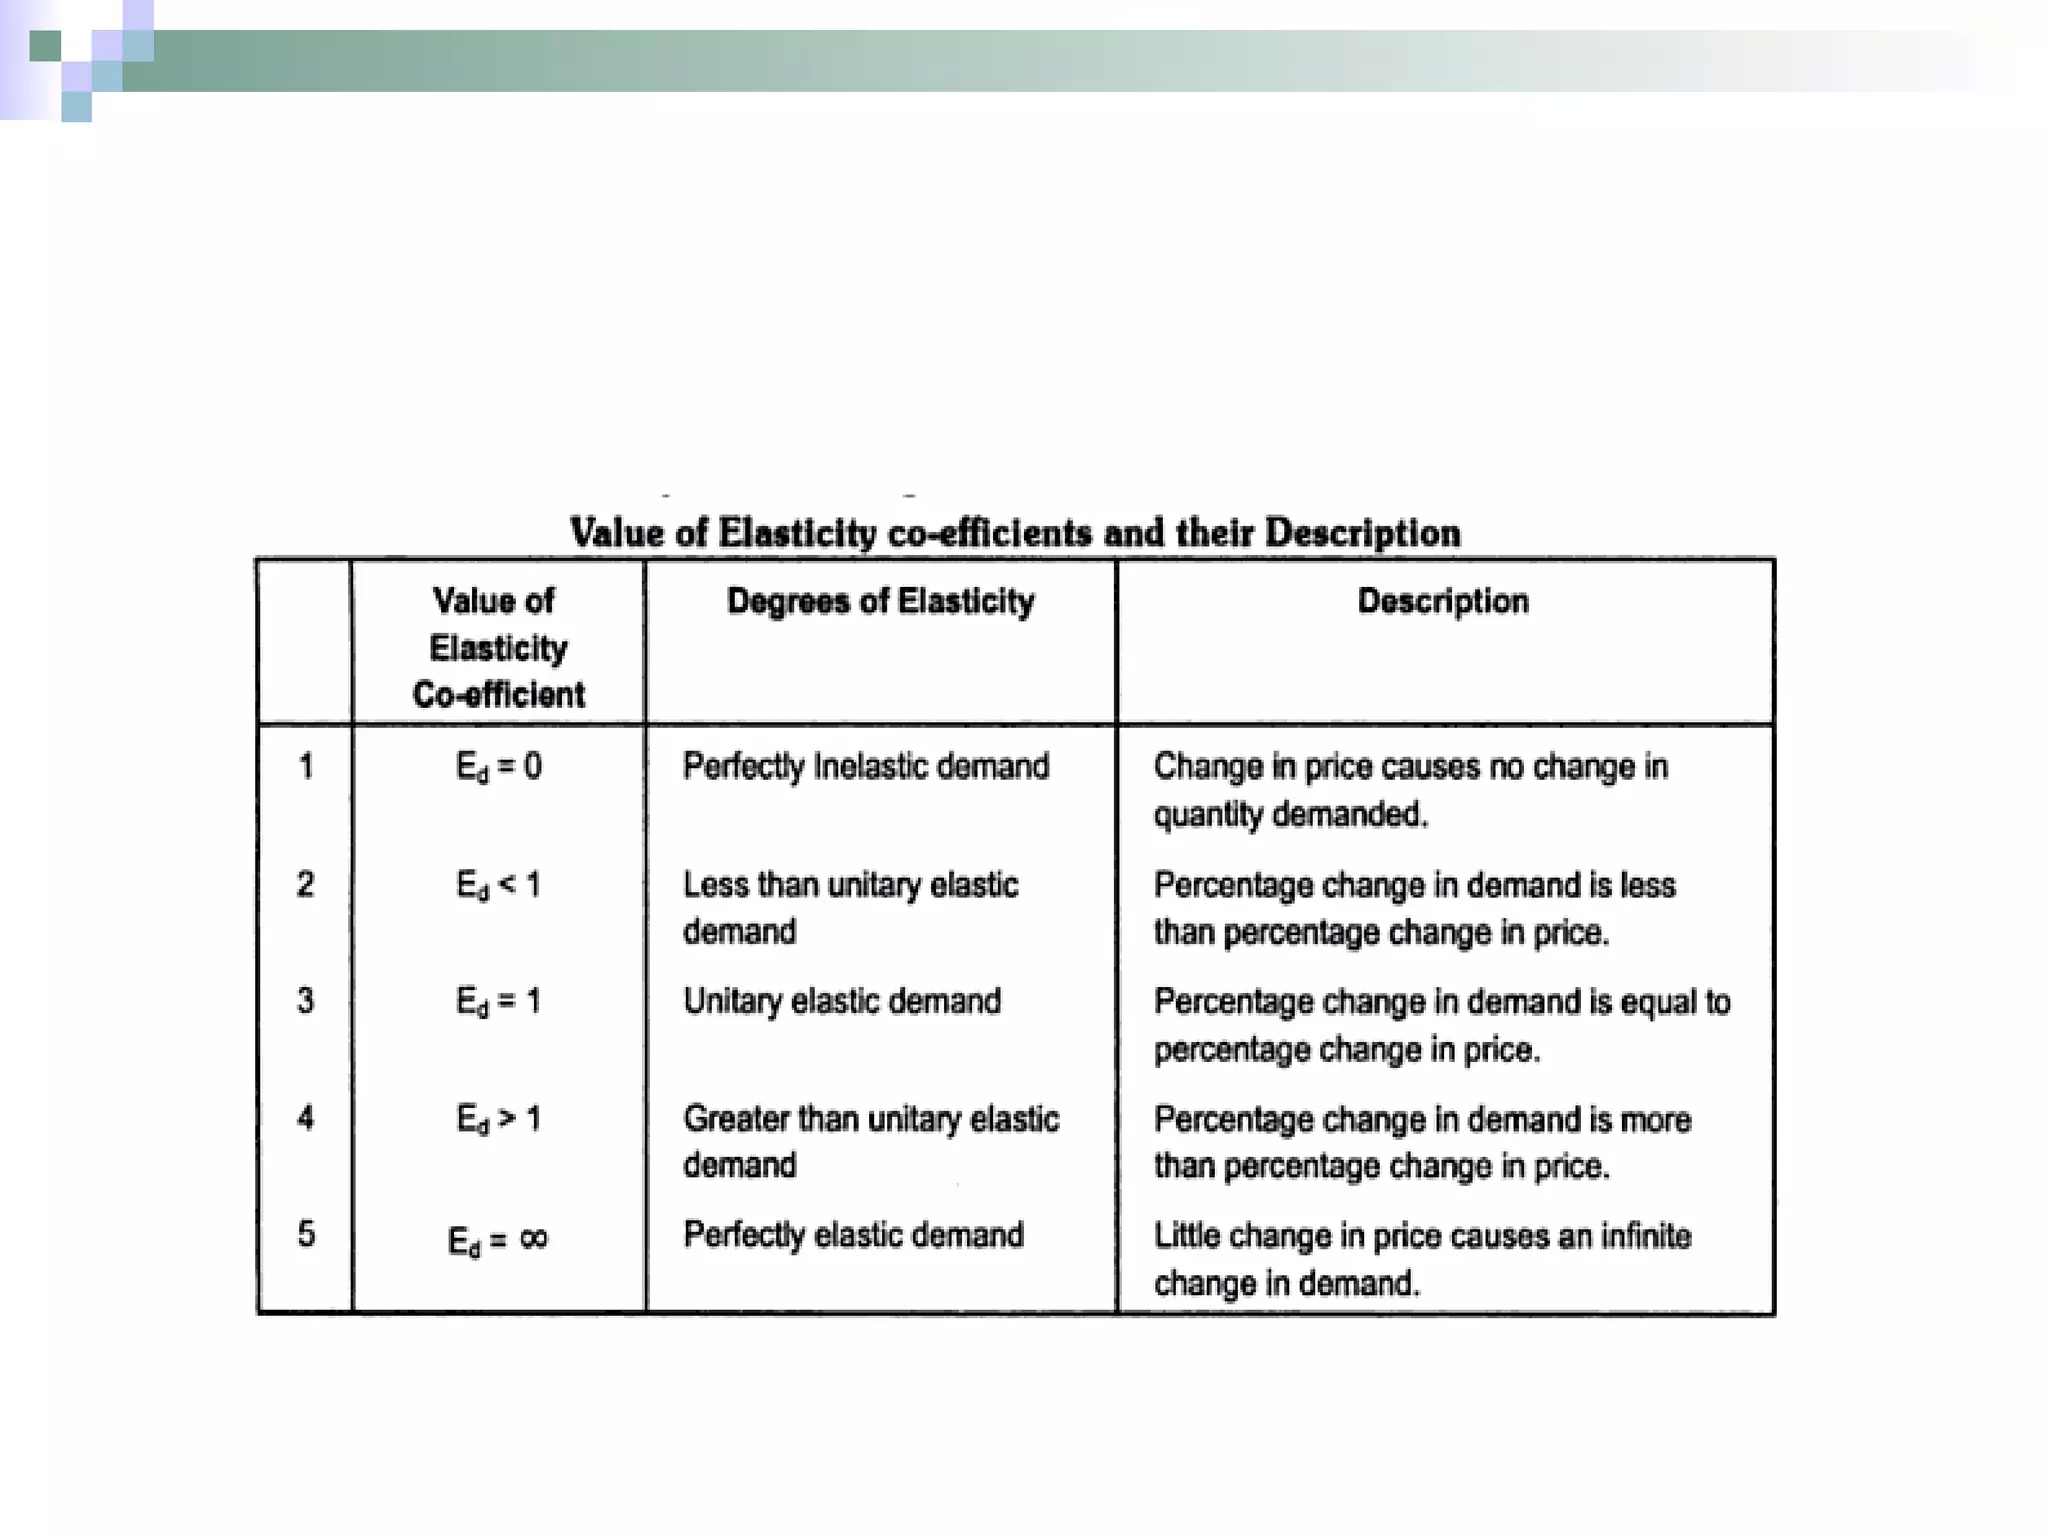 Value of Elasticity co-efficients and their Description
Value of
Elasticity
Co-efficient
Degrees of Elasticity
Description
1
E_d = 0
Perfectly Inelastic demand
Change in price causes no change in
quantity demanded.
2
E_d < 1
Less than unitary elastic
demand
Percentage change in demand is less
than percentage change in price.
3
E_d = 1
Unitary elastic demand
Percentage change in demand is equal to
percentage change in price.
4
E_d > 1
Greater than unitary elastic
demand
Percentage change in demand is more
than percentage change in price.
5
E_d = ∞
Perfectly elastic demand
Little change in price causes an infinite
change in demand.